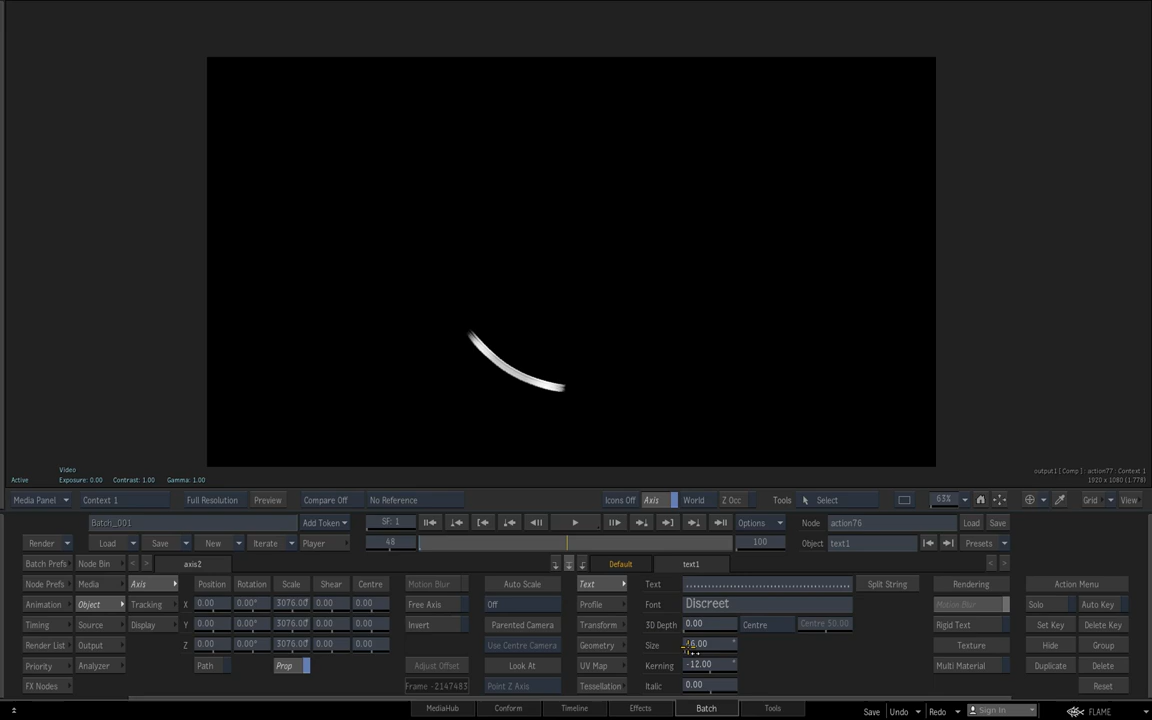 Video
Active Exposure: 0.00 Contrast: 1.00 Gamma: 1.00
output1 [ Comp ] : action77 : Context 1
1920 x 1080 (1.778)
Media Panel Context 1 Full Resolution Preview Compare Off No Reference Icons Off Axis World Z Occ Tools Select 63% Grid View
Batch_001 Add Token SF: 1 Options Node action76 Load Save
Render Load Save New Iterate Player 48 100 Object text1 Presets
Batch Prefs Node Bin < > axis2 Default text1 < >
Node Prefs Media Axis Position Rotation Scale Shear Centre Motion Blur Auto Scale Text Text Split String Rendering Action Menu
Animation Object X 0.00 0.00° 3076.00 0.00 0.00 Free Axis Off Profile Font Discreet Motion Blur Solo Auto Key
Timing Tracking Y 0.00 0.00° 3076.00 0.00 0.00 Invert Parented Camera Transform 3D Depth 0.00 Centre Centre 50.00 Rigid Text Set Key Delete Key
Source Display
Render List Output Z 0.00 0.00° 3076.00 0.00 0.00 Use Centre Camera Geometry Size Texture Hide Group
Priority Analyzer Path Prop Adjust Offset Look At UV Map Kerning -12.00 Multi Material Duplicate Delete
FX Nodes Frame -2147483 Point Z Axis Tessellation Italic 0.00 Reset
MediaHub Conform Timeline Effects Batch Tools Save Undo Redo Sign In FLAME